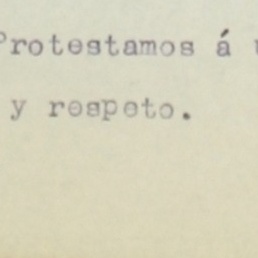 Protestamos á
y respeto.